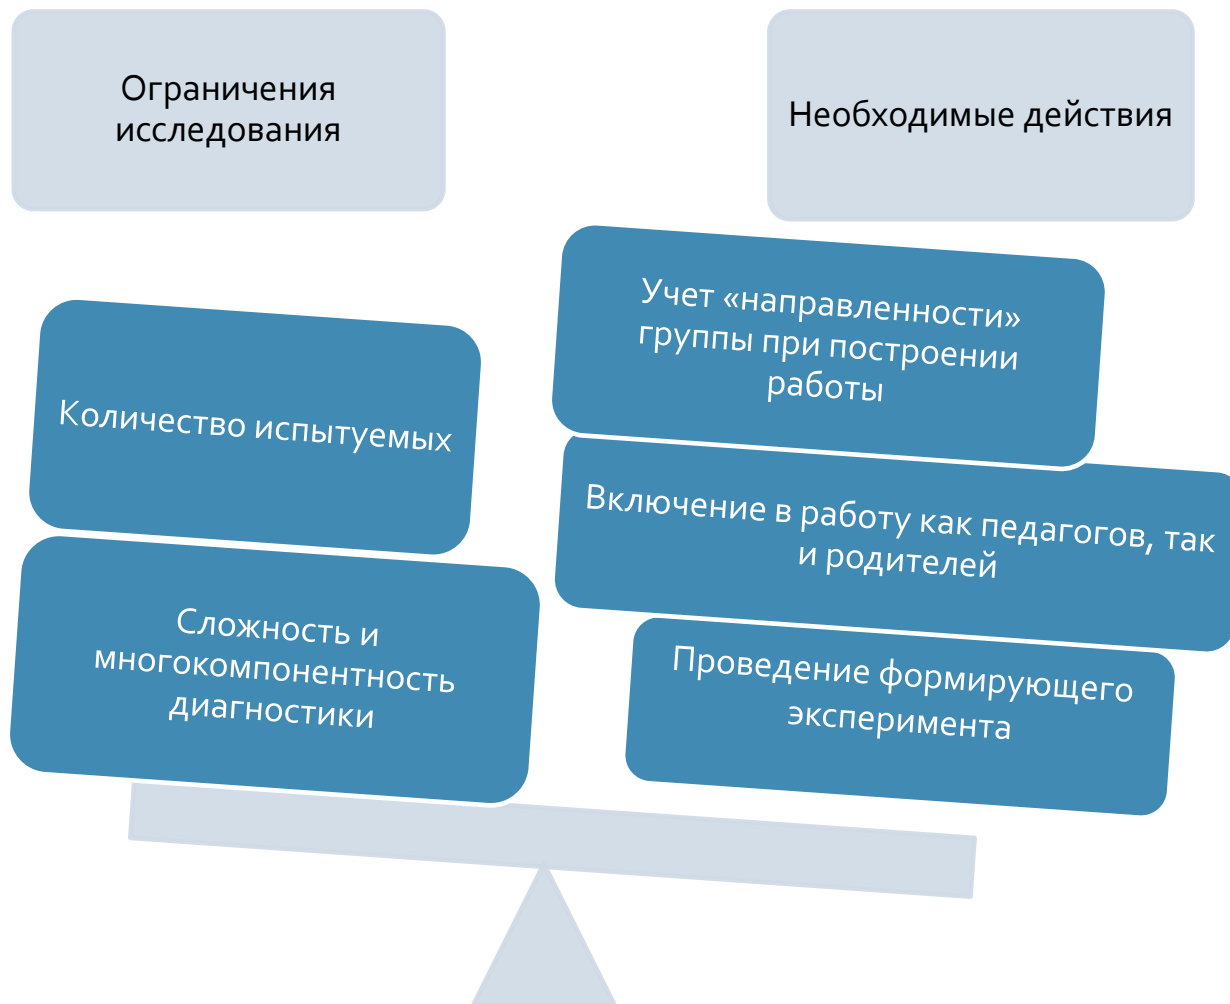 Ограничения
исследования
Необходимые действия
Количество испытуемых
Сложность и
многокомпонентность
диагностики
Учет «направленности»
группы при построении
работы
Включение в работу как педагогов, так
и родителей
Проведение формирующего
эксперимента